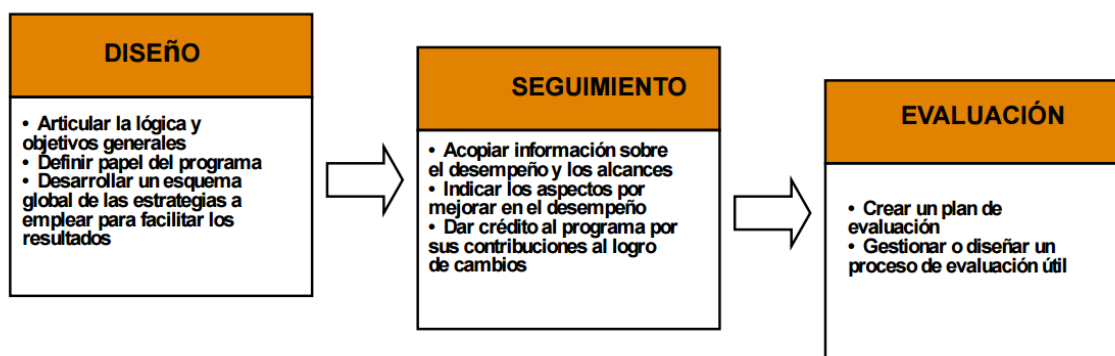 DISEñO
• Articular la lógica y
objetivos generales
• Definir papel del programa
• Desarrollar un esquema
global de las estrategias a
emplear para facilitar los
resultados
SEGUIMIENTO
• Acopiar información sobre
el desempeño y los alcances
• Indicar los aspectos por
mejorar en el desempeño
• Dar crédito al programa por
sus contribuciones al logro
de cambios
EVALUACIÓN
• Crear un plan de
evaluación
• Gestionar o diseñar un
proceso de evaluación útil